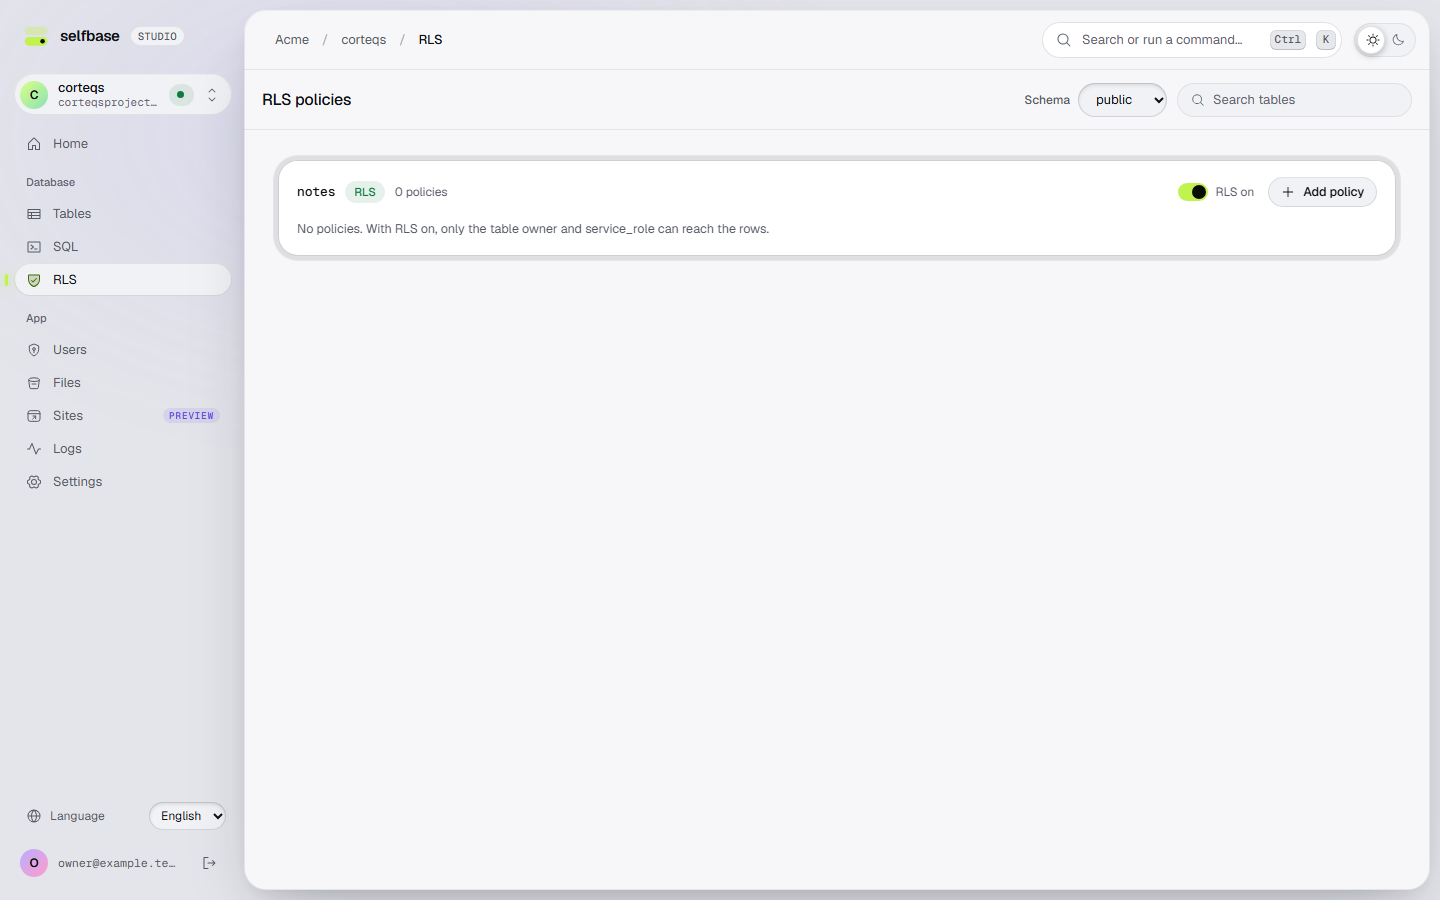 selfbase STUDIO
C corteqs
corteqsproject…
Home
Database
Tables
SQL
RLS
App
Users
Files
Sites PREVIEW
Logs
Settings
Language English
O owner@example.te…
Acme / corteqs / RLS
Search or run a command... Ctrl K
RLS policies
Schema public Search tables
notes RLS 0 policies RLS on Add policy
No policies. With RLS on, only the table owner and service_role can reach the rows.